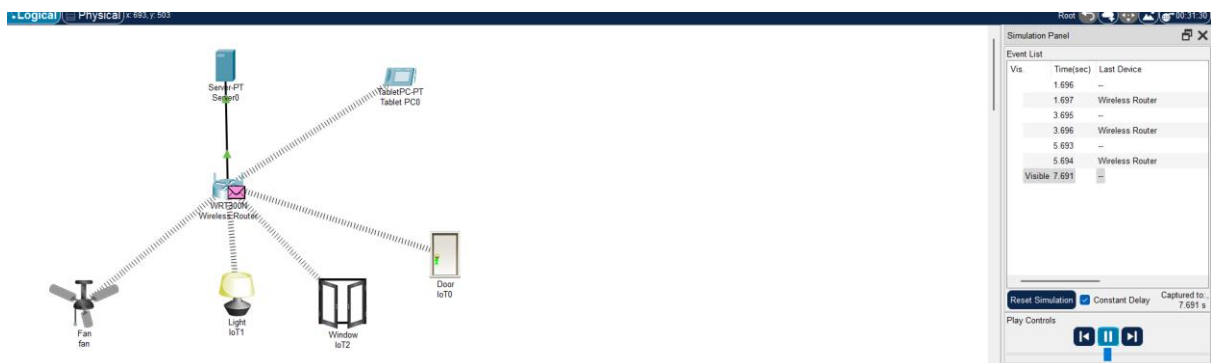 Logical Physical x: 693, y: 503 Root 00:31:30
Simulation Panel
Event List
Vis. Time(sec) Last Device
1.696 --
1.697 Wireless Router
3.695 --
3.696 Wireless Router
5.693 --
5.694 Wireless Router
Visible 7.691 --
Reset Simulation Constant Delay Captured to:
7.691 s
Play Controls
Server-PT
Server0
TabletPC-PT
Tablet PC0
WRT300N
Wireless Router
Door
IoT0
Light
IoT1
Window
IoT2
Fan
fan